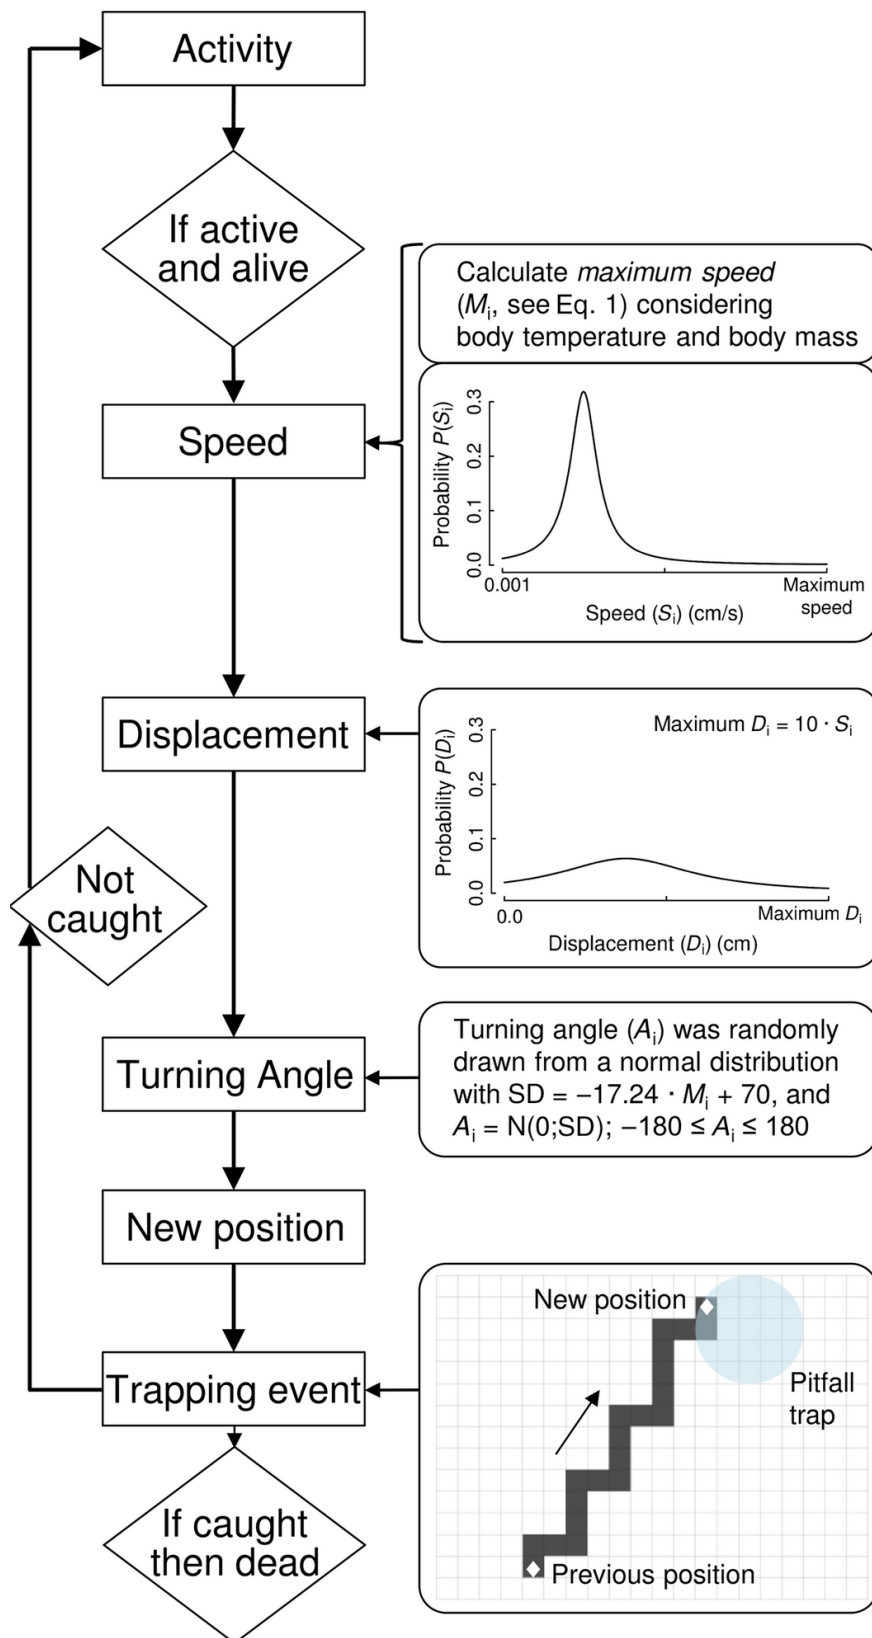 Activity
If active
and alive
Calculate maximum speed
(Mi, see Eq. 1) considering
body temperature and body mass
Speed
Probability P(Si)
0.3
0.2
0.1
0.0
0.001
Maximum
speed
Speed (Si) (cm/s)
Displacement
Maximum Di = 10 · Si
Probability P(Di)
0.3
0.2
0.1
0.0
0.0
Maximum Di
Displacement (Di) (cm)
Not
caught
Turning Angle
Turning angle (Ai) was randomly
drawn from a normal distribution
with SD = −17.24 · Mi + 70, and
Ai = N(0;SD); −180 ≤ Ai ≤ 180
New position
Trapping event
New position
Pitfall
trap
Previous position
If caught
then dead